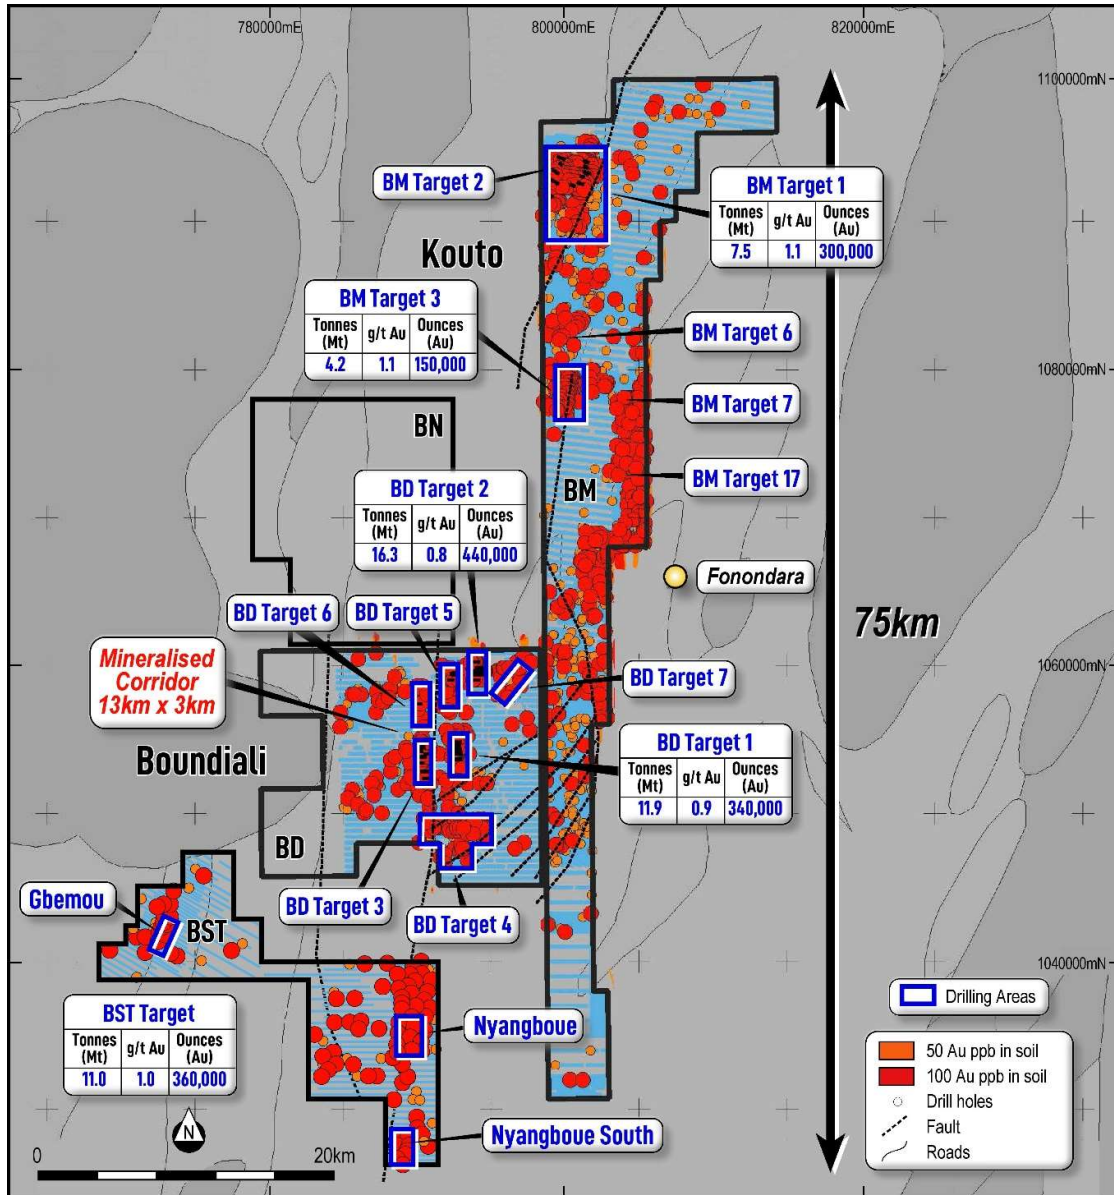 780000mE
800000mE
820000mE
1100000mN
BM Target 2
BM Target 1
Tonnes (Mt) g/t Au Ounces (Au)
7.5 1.1 300,000
Kouto
BM Target 3
Tonnes (Mt) g/t Au Ounces (Au)
4.2 1.1 150,000
BM Target 6
1080000mN
BM Target 7
BN
BM Target 17
BM
BD Target 2
Tonnes (Mt) g/t Au Ounces (Au)
16.3 0.8 440,000
Fonondara
BD Target 6
BD Target 5
75km
Mineralised
Corridor
13km x 3km
1060000mN
BD Target 7
Boundiali
BD Target 1
Tonnes (Mt) g/t Au Ounces (Au)
11.9 0.9 340,000
BD
BD Target 3
BD Target 4
Gbemou
BST
1040000mN
BST Target
Tonnes (Mt) g/t Au Ounces (Au)
11.0 1.0 360,000
Nyangboue
Nyangboue South
N
0 20km
Drilling Areas
50 Au ppb in soil
100 Au ppb in soil
Drill holes
Fault
Roads